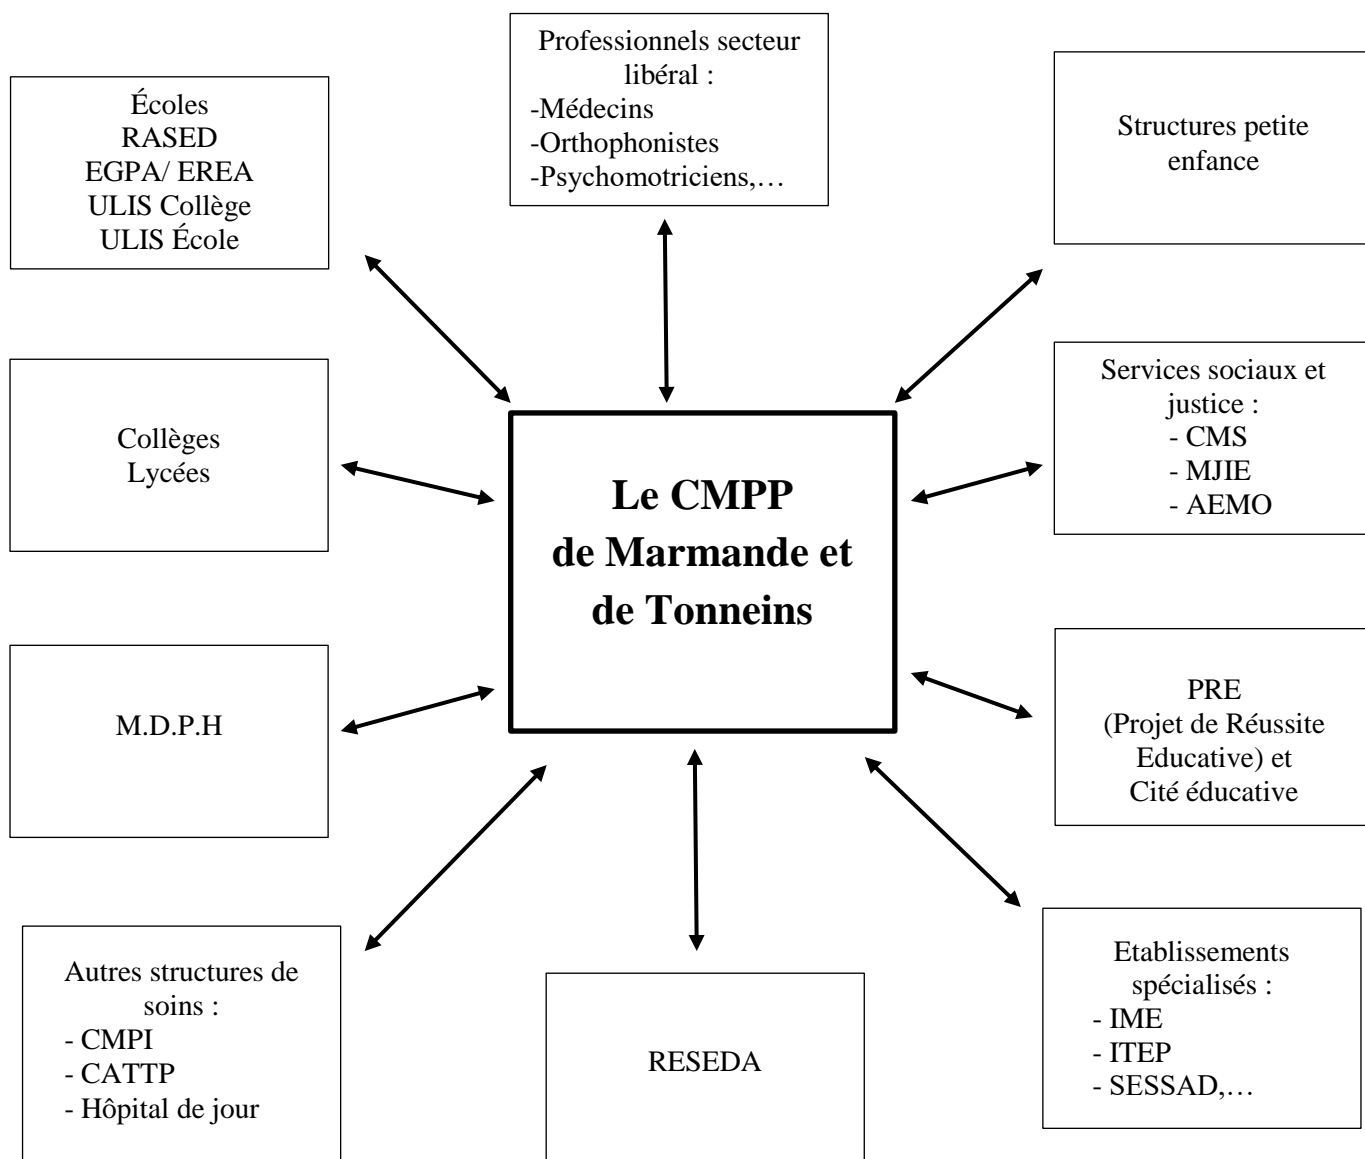 Professionnels secteur
libéral :
-Médecins
-Orthophonistes
-Psychomotriciens,…
Écoles
RASED
EGPA/ EREA
ULIS Collège
ULIS École
Structures petite
enfance
Collèges
Lycées
Services sociaux et
justice :
- CMS
- MJIE
- AEMO
Le CMPP
de Marmande et
de Tonneins
M.D.P.H
PRE
(Projet de Réussite
Educative) et
Cité éducative
Autres structures de
soins :
- CMPI
- CATTP
- Hôpital de jour
RESEDA
Etablissements
spécialisés :
- IME
- ITEP
- SESSAD,…